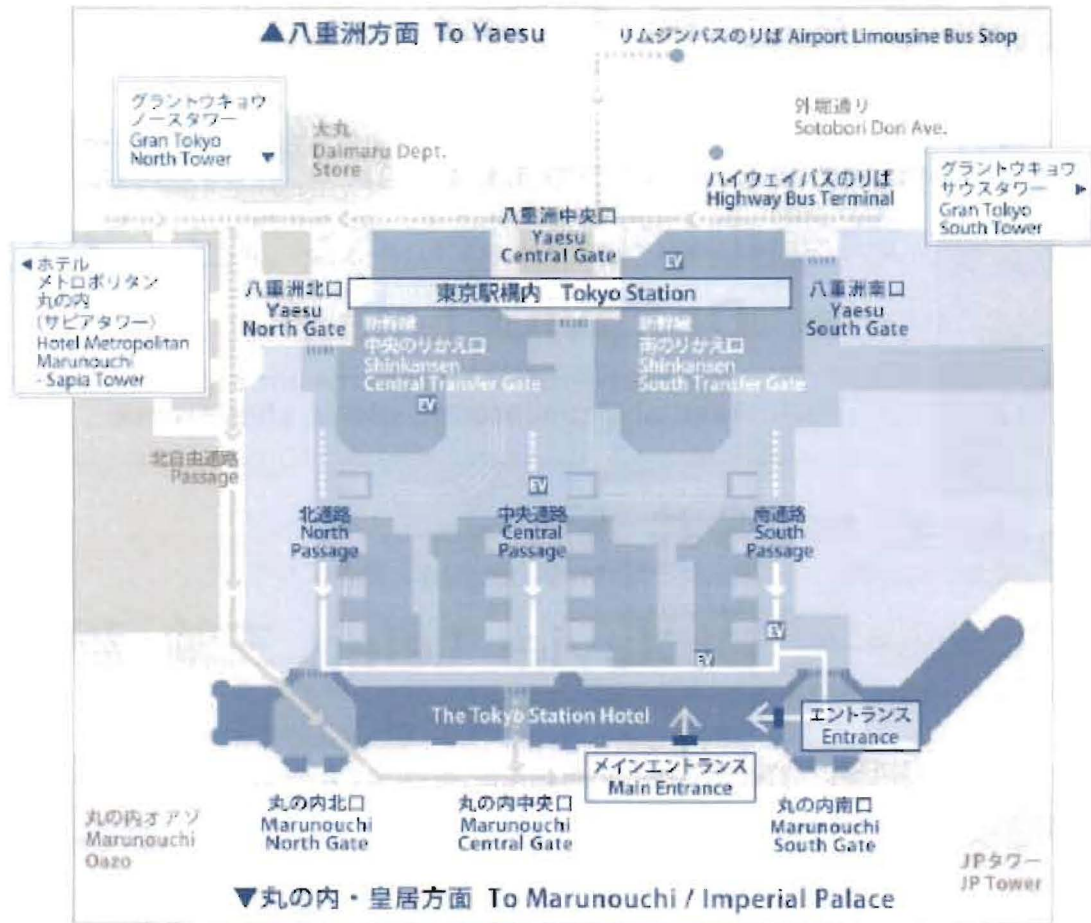 ▲八重洲方面 To Yaesu
リムジンバスのりば Airport Limousine Bus Stop
グラントウキョウ
ノースタワー
Gran Tokyo
North Tower ▼
大丸
Daimaru Dept.
Store
外堀通り
Sotobori Dori Ave.
ハイウェイバスのりば
Highway Bus Terminal
グラントウキョウ
サウスタワー ▶
Gran Tokyo
South Tower
八重洲中央口
Yaesu
Central Gate
EV
◀ホテル
メトロポリタン
丸の内
(サピアタワー)
Hotel Metropolitan
Marunouchi
- Sapia Tower
八重洲北口
Yaesu
North Gate
東京駅構内 Tokyo Station
八重洲南口
Yaesu
South Gate
新幹線
中央のりかえ口
Shinkansen
Central Transfer Gate
EV
新幹線
南のりかえ口
Shinkansen
South Transfer Gate
北自由通路
Passage
EV
北通路
North
Passage
中央通路
Central
Passage
南通路
South
Passage
EV
EV
The Tokyo Station Hotel
エントランス
Entrance
メインエントランス
Main Entrance
丸の内オアゾ
Marunouchi
Oazo
丸の内北口
Marunouchi
North Gate
丸の内中央口
Marunouchi
Central Gate
丸の内南口
Marunouchi
South Gate
JPタワー
JP Tower
▼丸の内・皇居方面 To Marunouchi / Imperial Palace